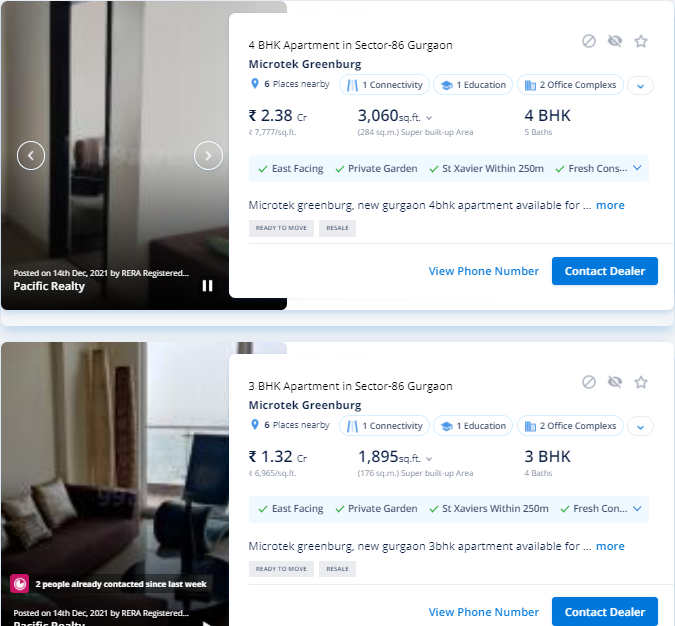 4 BHK Apartment in Sector-86 Gurgaon
Microtek Greenburg
6 Places nearby
1 Connectivity
1 Education
2 Office Complexs
₹ 2.38 Cr
3,060sq.ft.
4 BHK
₹ 7,777/sq.ft.
(284 sq.m.) Super built-up Area
5 Baths
East Facing
Private Garden
St Xavier Within 250m
Fresh Cons...
Microtek greenburg, new gurgaon 4bhk apartment available for ... more
READY TO MOVE
RESALE
Posted on 14th Dec, 2021 by RERA Registered...
Pacific Realty
View Phone Number
Contact Dealer
3 BHK Apartment in Sector-86 Gurgaon
Microtek Greenburg
6 Places nearby
1 Connectivity
1 Education
2 Office Complexs
₹ 1.32 Cr
1,895sq.ft.
3 BHK
₹ 6,965/sq.ft.
(176 sq.m.) Super built-up Area
4 Baths
East Facing
Private Garden
St Xaviers Within 250m
Fresh Con...
Microtek greenburg, new gurgaon 3bhk apartment available for ... more
READY TO MOVE
RESALE
2 people already contacted since last week
Posted on 14th Dec, 2021 by RERA Registered...
Pacific Realty
View Phone Number
Contact Dealer